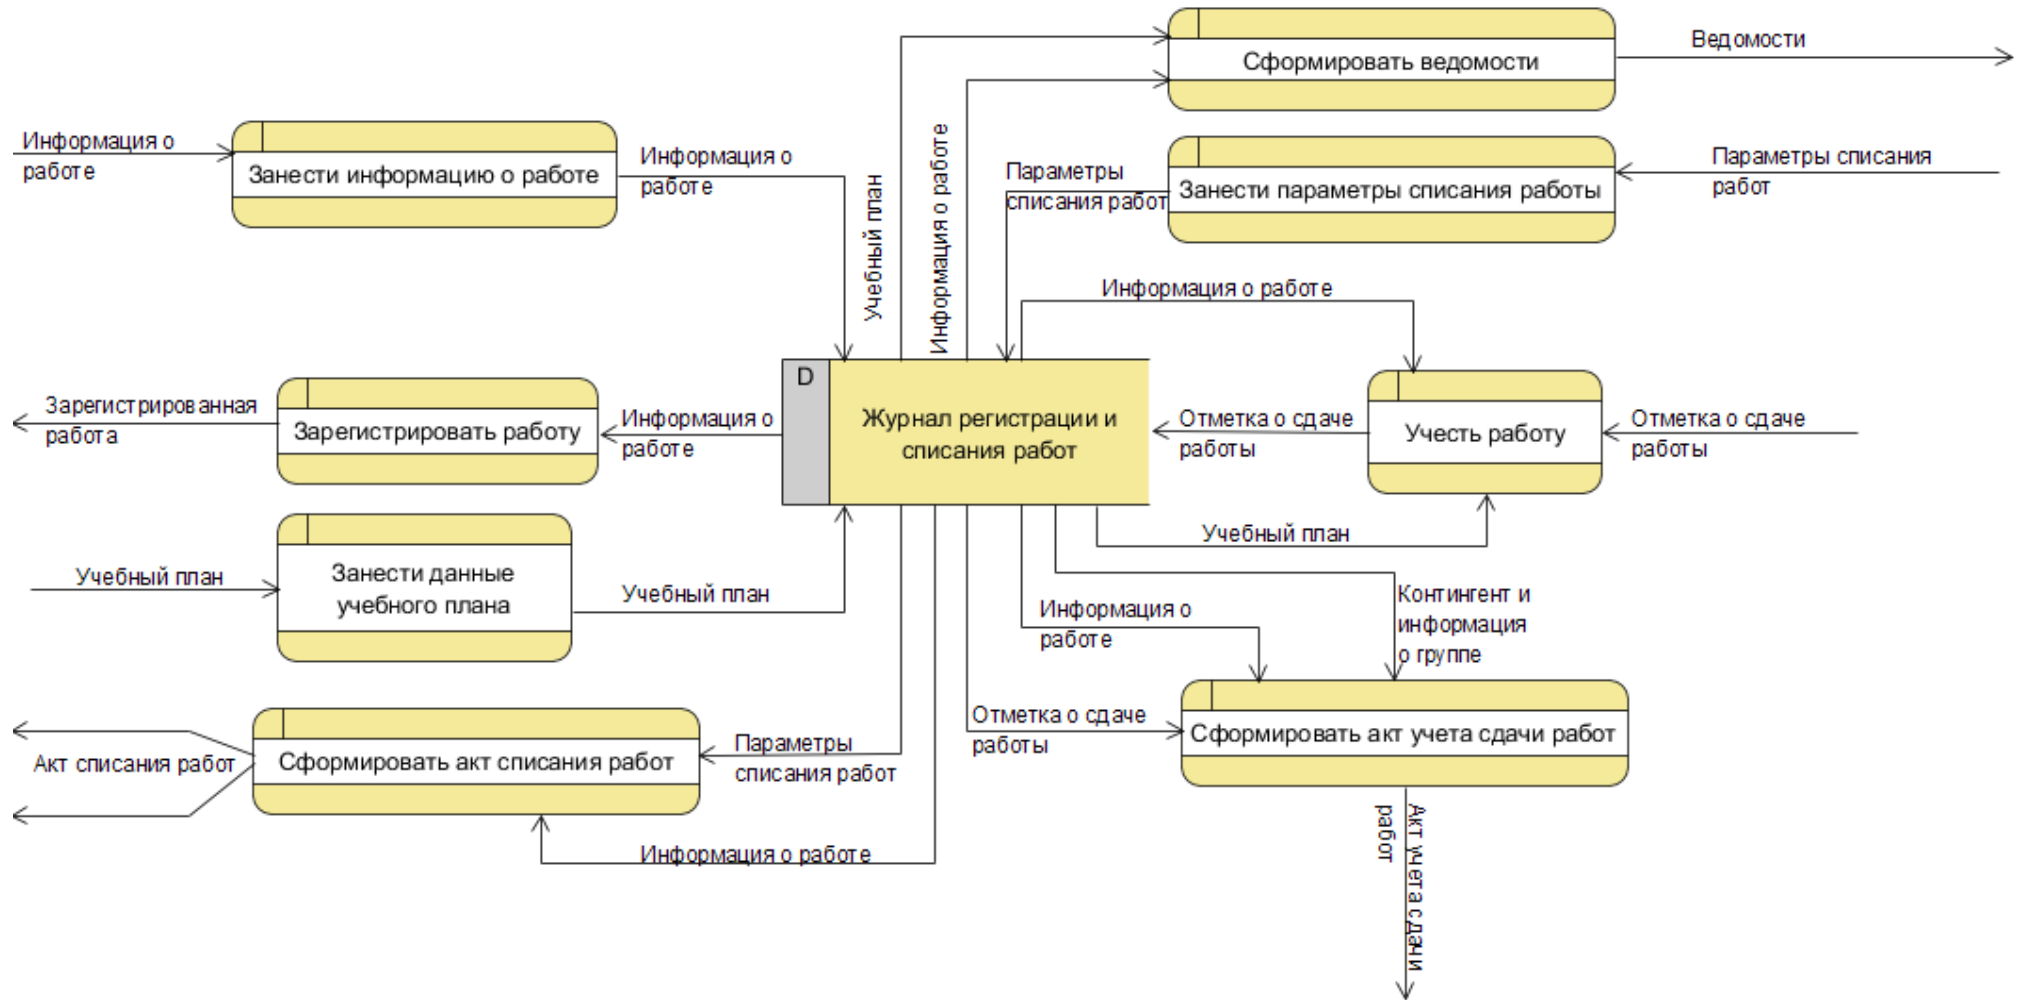 Ведомости
Сформировать ведомости
Информация о
работе
Занести информацию о работе
Информация о
работе
Учебный план
Информация о работе
Параметры
списания работ
Занести параметры списания работы
Параметры списания
работ
Информация о работе
Зарегистрированная
работа
Зарегистрировать работу
Информация о
работе
D
Журнал регистрации и
списания работ
Отметка о сдаче
работы
Учесть работу
Отметка о сдаче
работы
Учебный план
Учебный план
Занести данные
учебного плана
Учебный план
Информация о
работе
Контингент и
информация
о группе
Акт списания работ
Сформировать акт списания работ
Параметры
списания работ
Отметка о сдаче
работы
Сформировать акт учета сдачи работ
Информация о работе
Акт учета сдачи
работ